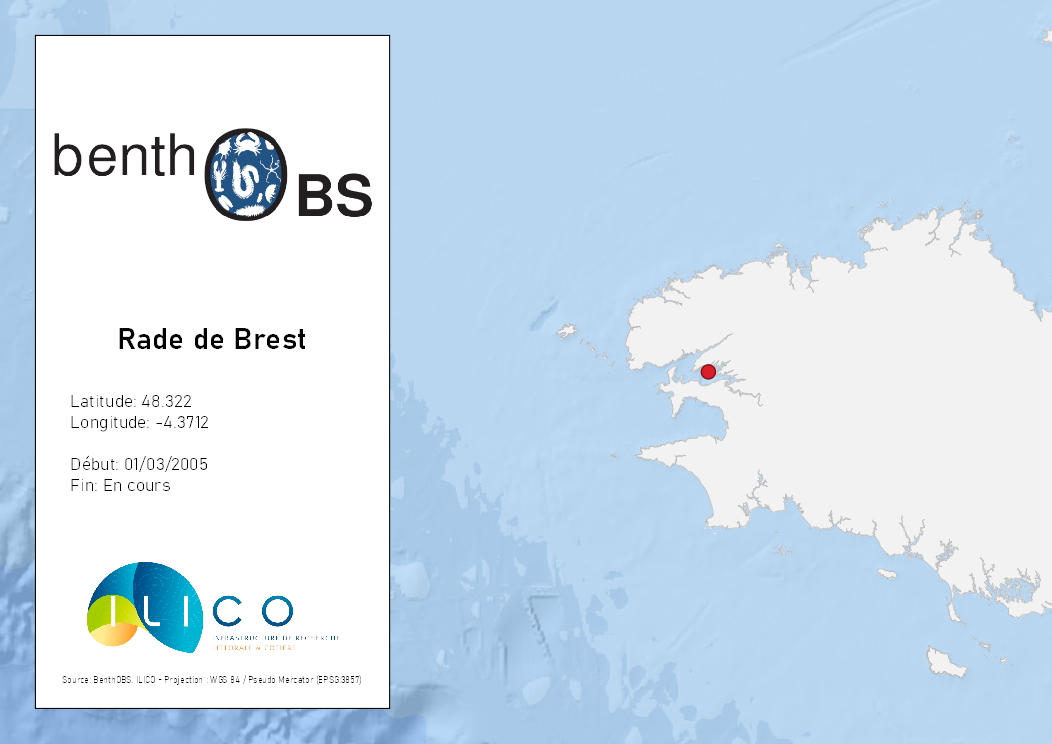 benthOBS
Rade de Brest
Latitude: 48.322
Longitude: -4.3712
Début: 01/03/2005
Fin: En cours
ILICO
INFRASTRUCTURE DE RECHERCHE
LITTORALE & COTIERE
Source: BenthOBS, ILICO - Projection : WGS 84 / Pseudo Mercator (EPSG:3857)